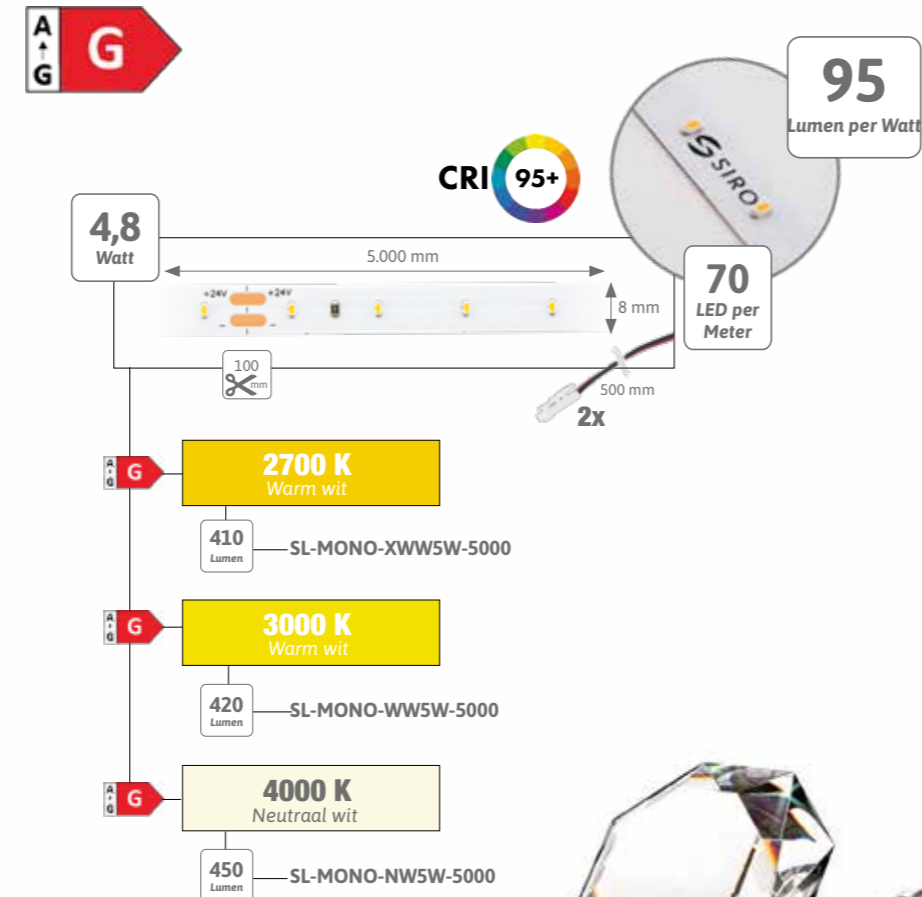 A
G
G
95
Lumen per Watt
CRI 95+
SIRO
4,8
Watt
5.000 mm
+24V +24V
- -
8 mm
70
LED per
Meter
100
mm
500 mm
2x
A
G
G
2700 K
Warm wit
410
Lumen
SL-MONO-XWW5W-5000
A
G
G
3000 K
Warm wit
420
Lumen
SL-MONO-WW5W-5000
A
G
G
4000 K
Neutraal wit
450
Lumen
SL-MONO-NW5W-5000